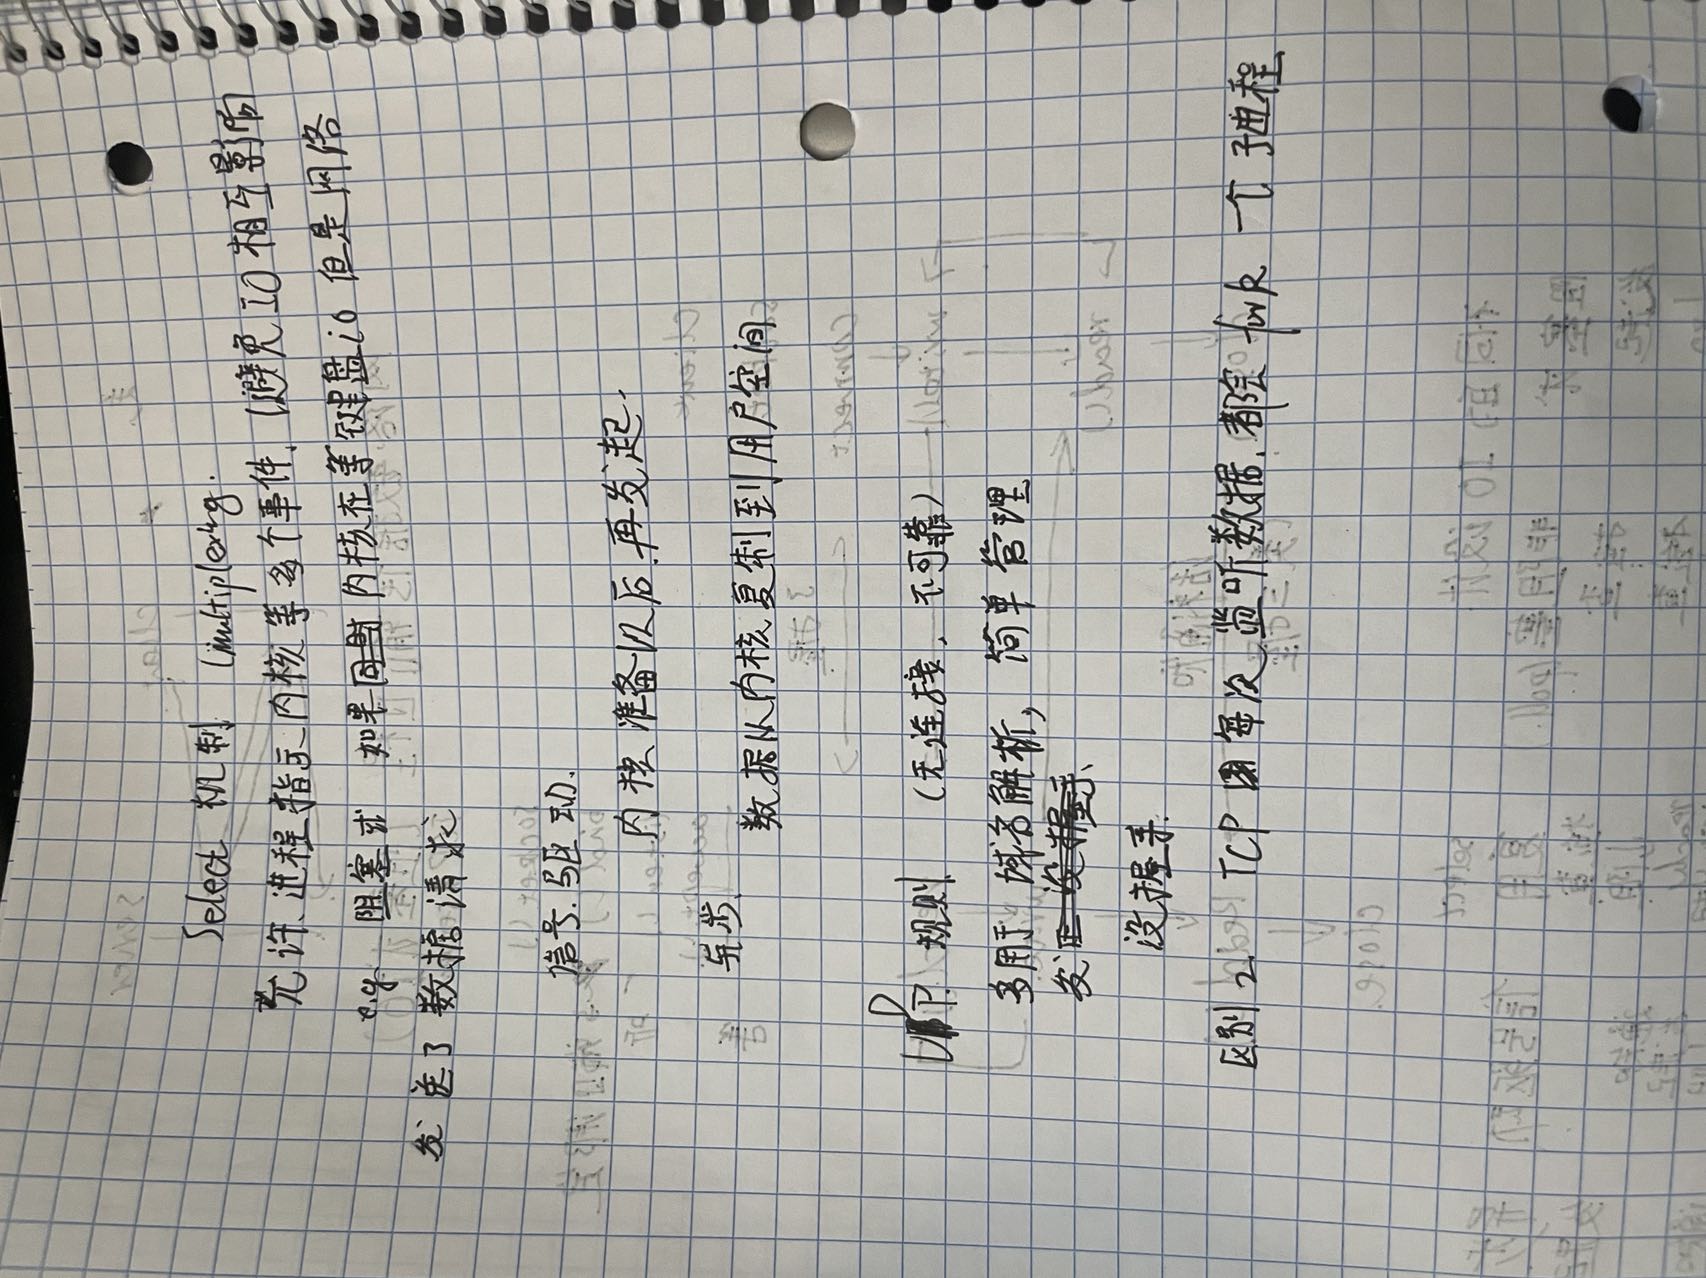 Select 机制 (multiplexing.
允许、进程指示内核等多个事件, (避免IO相互影响
e.g 阻塞式 如果同时内核在等键盘io 但是网络
发送了数据请求
信号.驱动.
内核准备以后.再发起.
异步.
数据从内核复制到用户空间
UDP. 规则 (无连接, 不可靠)
多用于 域名解析, 简单管理
没握手.
没握手.
区别2. TCP 每次监听数据, 都会 fork 一个子进程